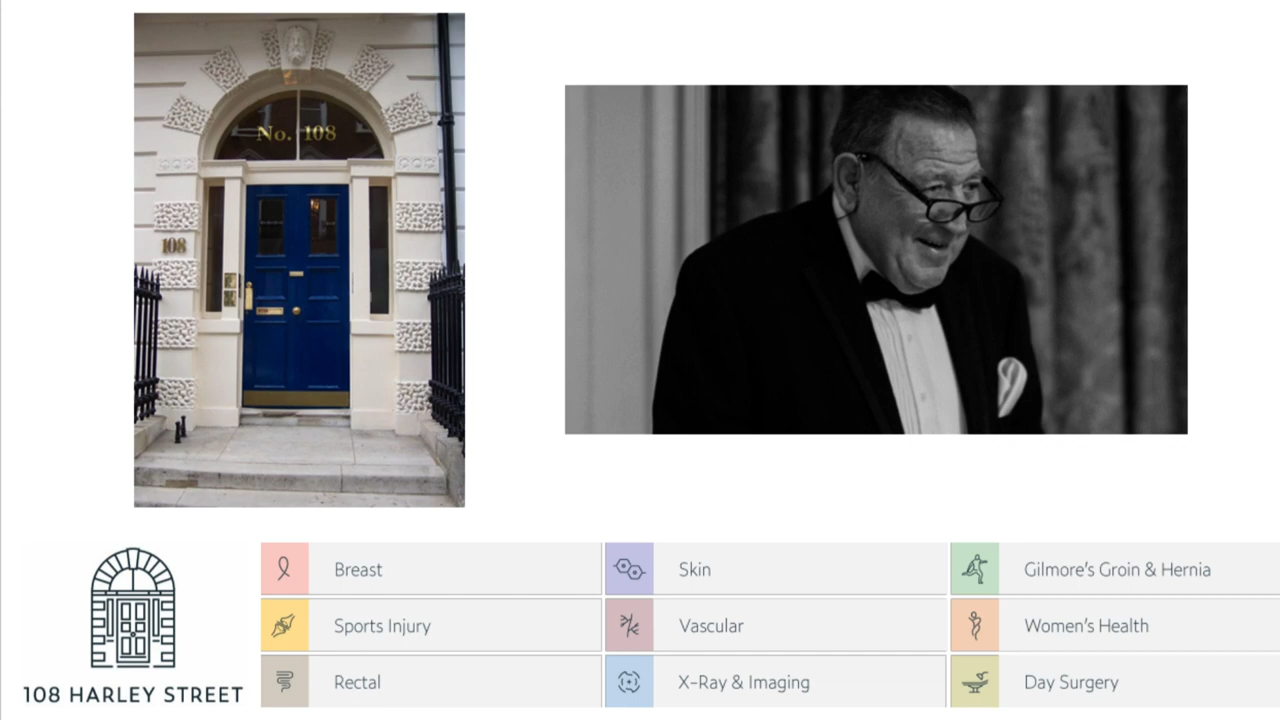 No. 108
108
108 HARLEY STREET
Breast
Skin
Gilmore's Groin & Hernia
Sports Injury
Vascular
Women's Health
Rectal
X-Ray & Imaging
Day Surgery